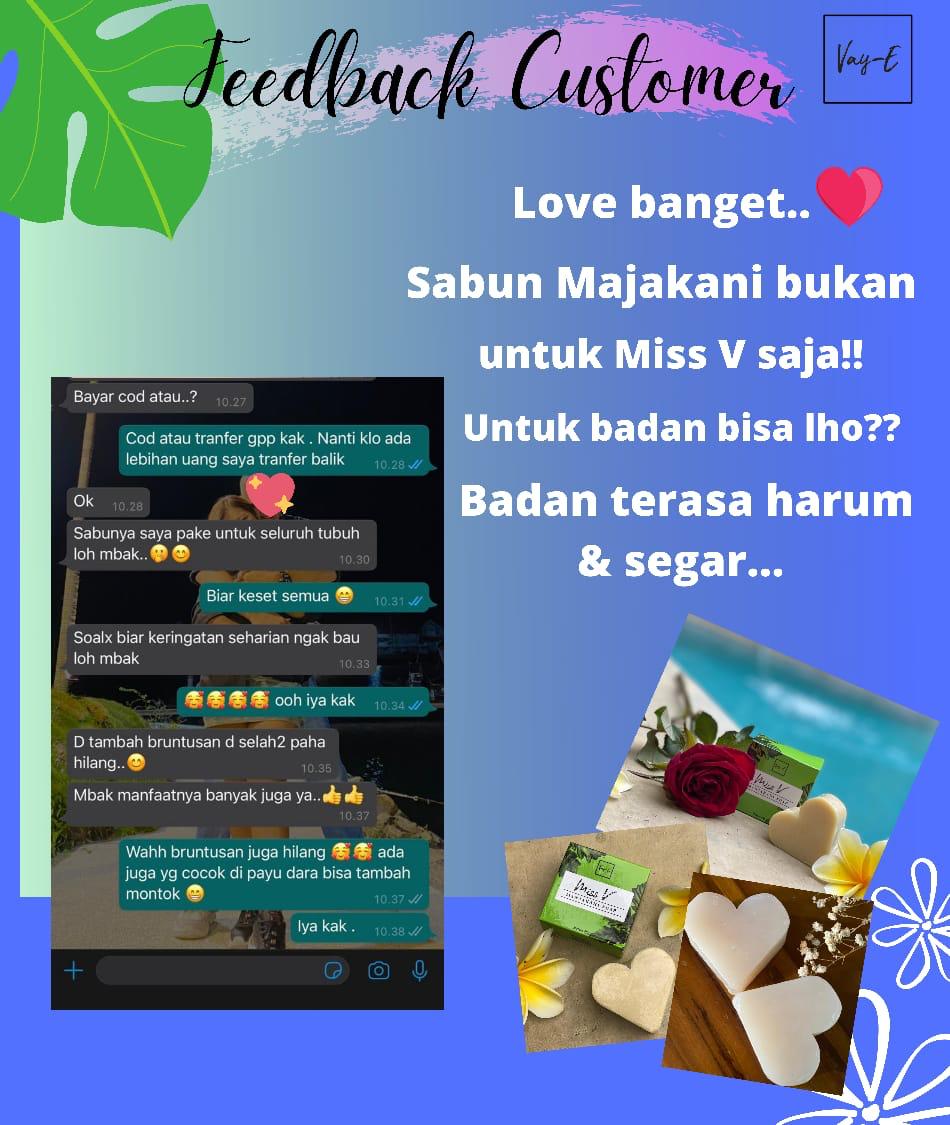 Feedback Customer
Vay-E
Love banget..
Sabun Majakani bukan
untuk Miss V saja!!
Untuk badan bisa lho??
Badan terasa harum
& segar...
Bayar cod atau..? 10.27
Cod atau tranfer gpp kak . Nanti klo ada
lebihan uang saya tranfer balik 10.28
Ok 10.28
Sabunya saya pake untuk seluruh tubuh
loh mbak..🤭😊 10.30
Biar keset semua 😁 10.31
Soalx biar keringatan seharian ngak bau
loh mbak 10.33
🥰🥰🥰🥰 ooh iya kak 10.34
D tambah bruntusan d selah2 paha
hilang..😊 10.35
Mbak manfaatnya banyak juga ya..👍👍
10.37
Wahh bruntusan juga hilang 🥰🥰 ada
juga yg cocok di payu dara bisa tambah
montok 😁 10.37
Iya kak . 10.38
Miss V
Miss V